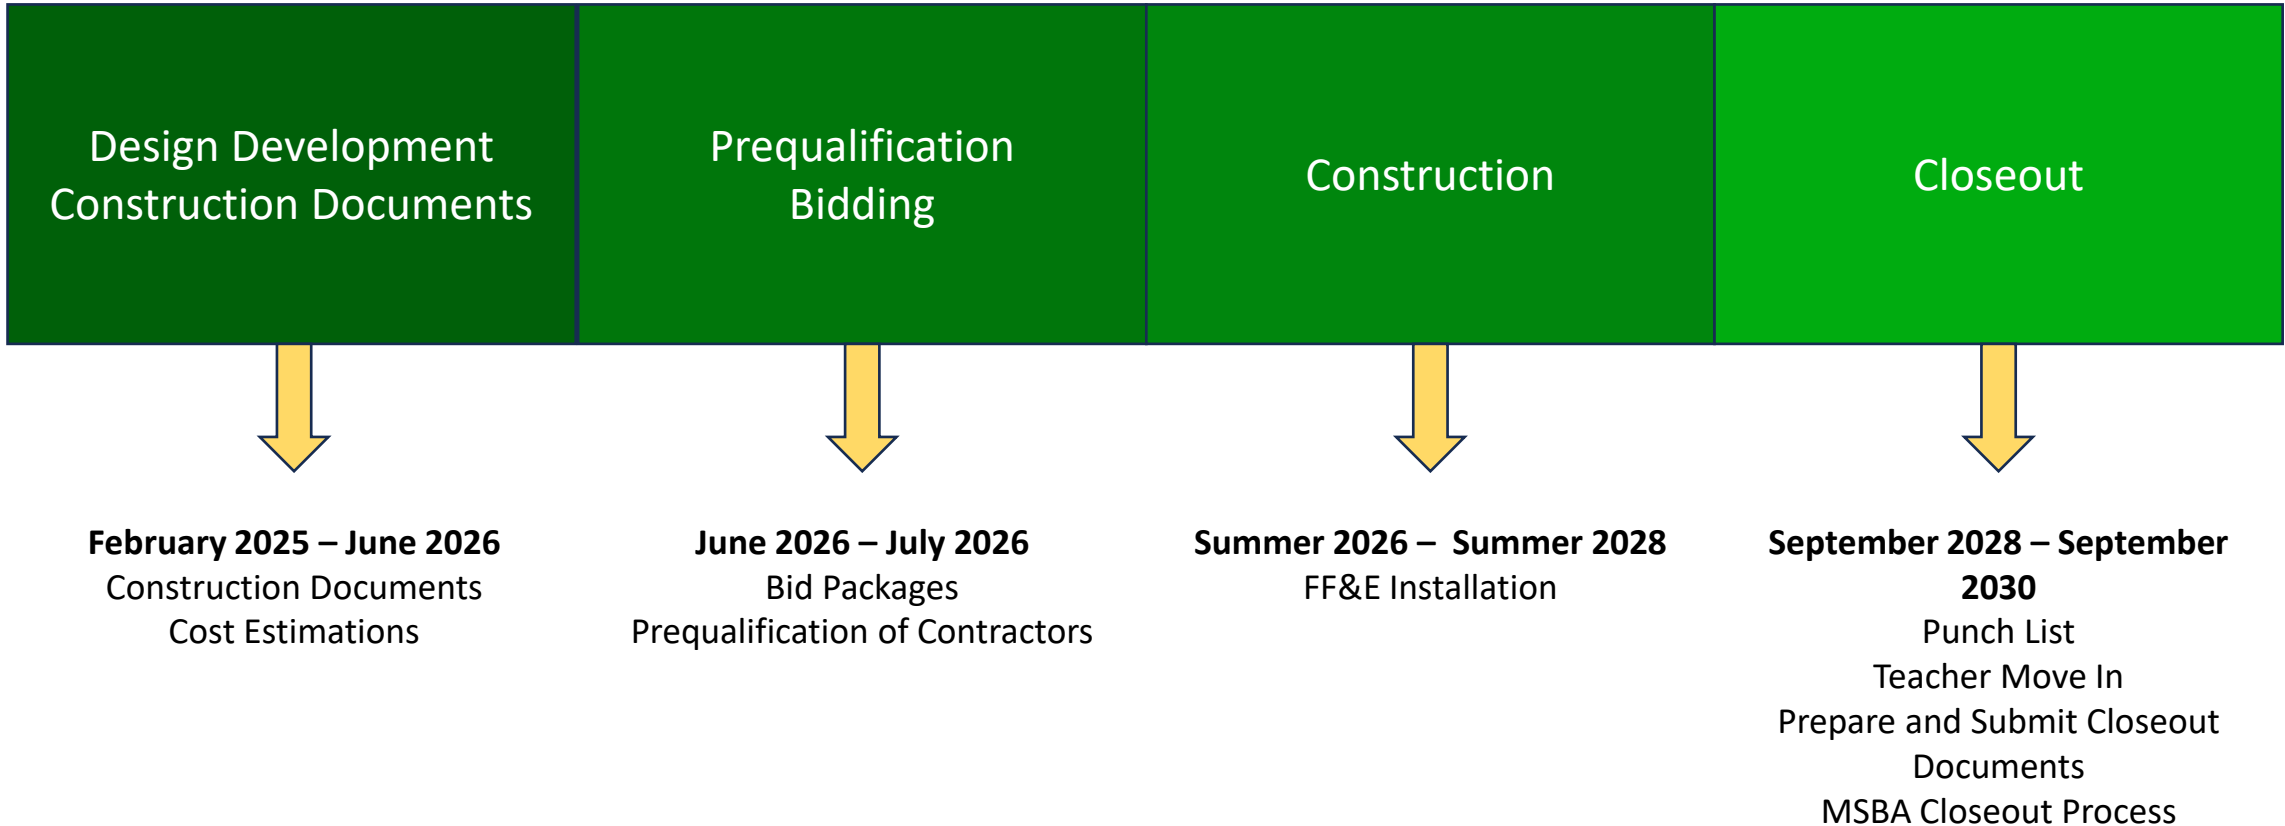 Design Development
Construction Documents
Prequalification
Bidding
Construction
Closeout
February 2025 – June 2026
Construction Documents
Cost Estimations
June 2026 – July 2026
Bid Packages
Prequalification of Contractors
Summer 2026 –  Summer 2028
FF&E Installation
September 2028 – September
2030
Punch List
Teacher Move In
Prepare and Submit Closeout
Documents
MSBA Closeout Process